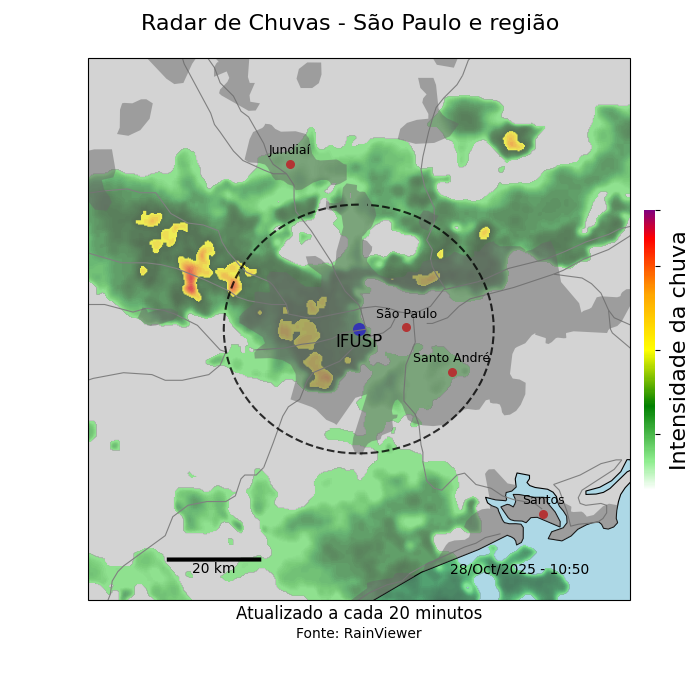 Radar de Chuvas - São Paulo e região
Jundiaí
São Paulo
IFUSP
Santo André
Santos
20 km
28/Oct/2025 - 10:50
Intensidade da chuva
Atualizado a cada 20 minutos
Fonte: RainViewer